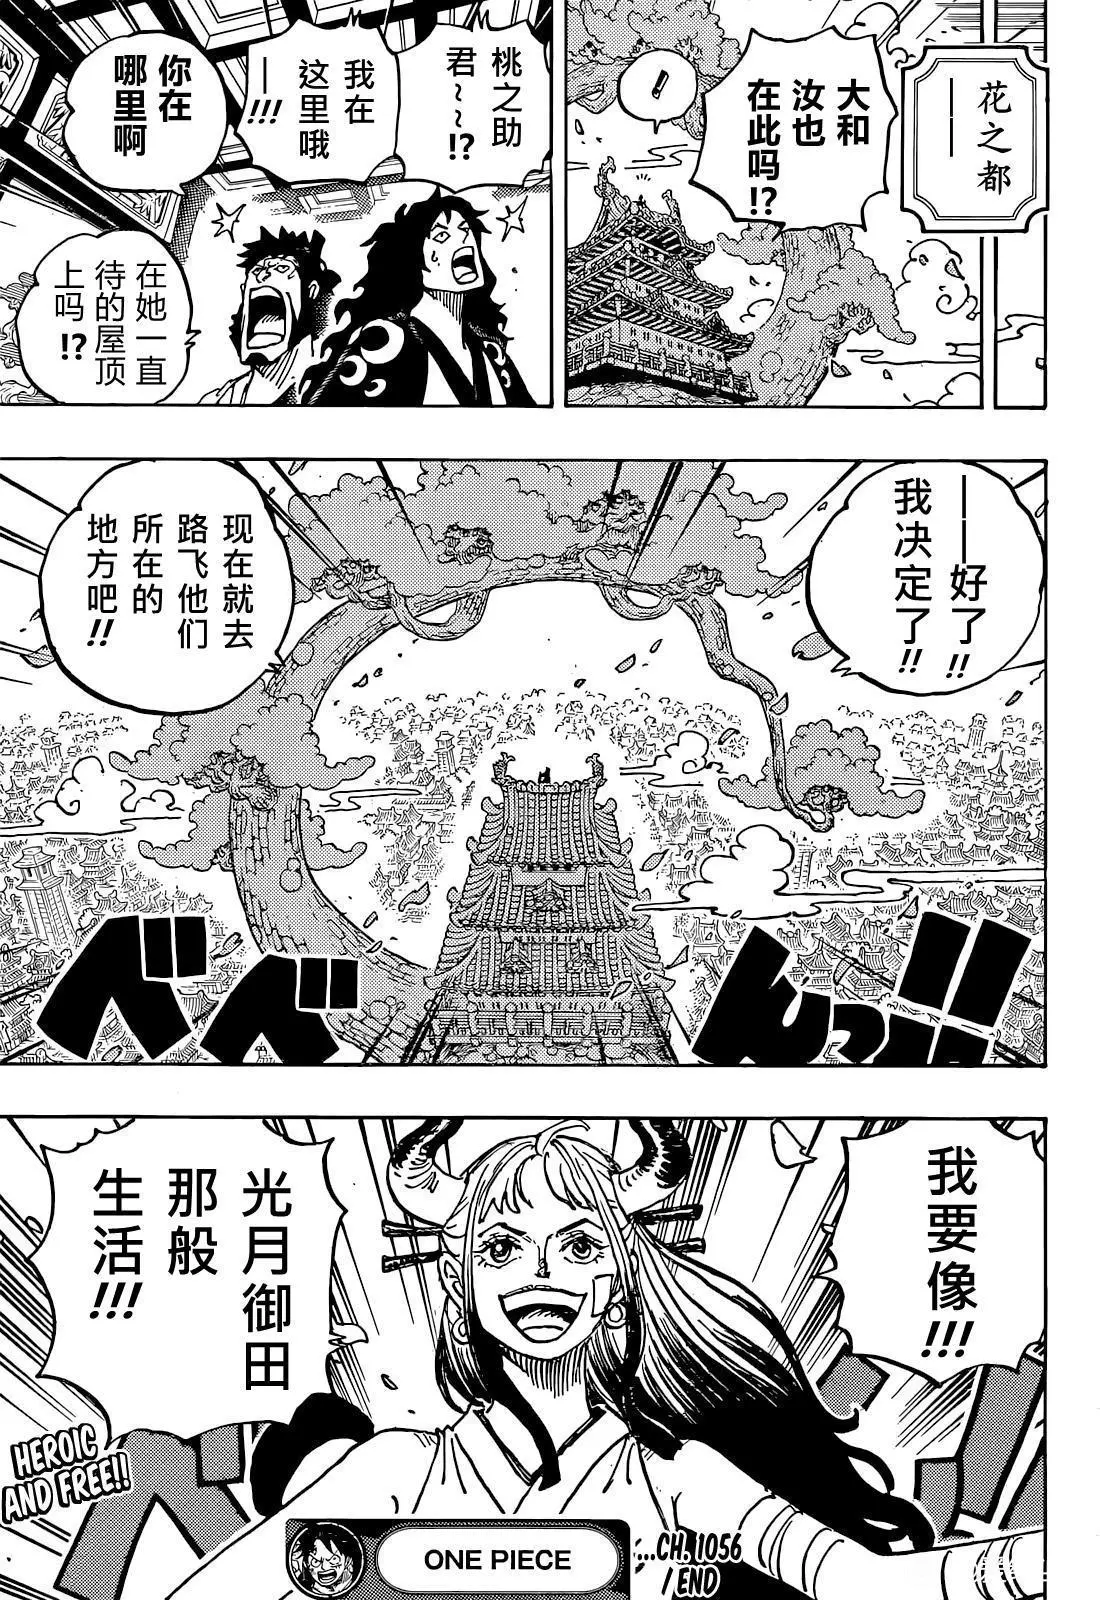 花之都
——
大和
汝也
在此吗!?
!
桃之助
君~~!?
我在
这里哦
——!!!
你在
哪里啊
在她一直
待的屋顶
上吗!?
——好了!!
我决定了!!
现在就去
路飞他们
所在的
地方吧!!
べべ
んっ!!
我要像!!!
光月御田
那般
生活!!!
HEROIC
AND FREE!!
ONE PIECE
...CH. 1056
/ END